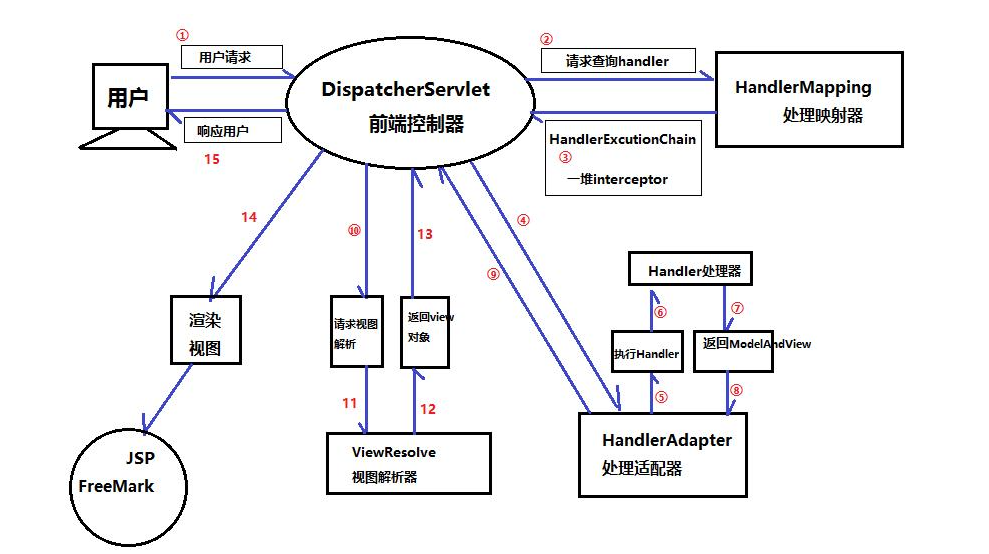 ①
用户请求
用户
响应用户
15
DispatcherServlet
前端控制器
②
请求查询handler
HandlerMapping
处理映射器
HandlerExcutionChain
③
一堆interceptor
14
⑩
13
④
⑨
渲染
视图
请求视图
解析
返回view
对象
Handler处理器
⑥
⑦
执行Handler
返回ModelAndView
⑤
⑧
11
12
JSP
FreeMark
ViewResolve
视图解析器
HandlerAdapter
处理适配器